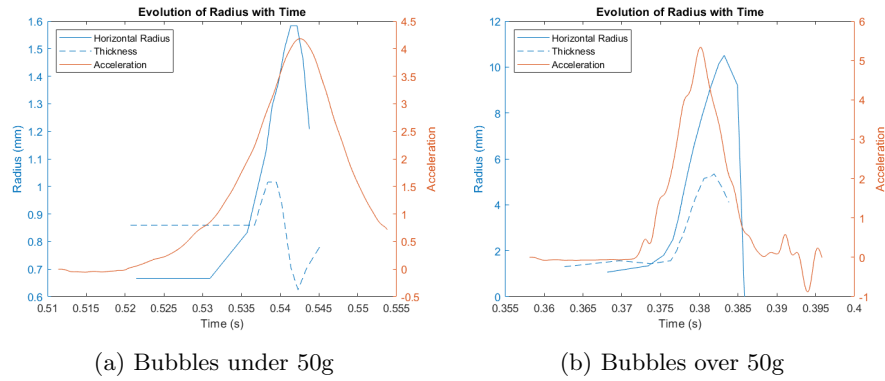 Evolution of Radius with Time
Horizontal Radius
Thickness
Acceleration
1.6
1.5
1.4
1.3
1.2
1.1
1
0.9
0.8
0.7
0.6
Radius (mm)
4.5
4
3.5
3
2.5
2
1.5
1
0.5
0
-0.5
Acceleration
0.51 0.515 0.52 0.525 0.53 0.535 0.54 0.545 0.55 0.555
Time (s)
(a) Bubbles under 50g
Evolution of Radius with Time
Horizontal Radius
Thickness
Acceleration
12
10
8
6
4
2
0
Radius (mm)
6
5
4
3
2
1
0
-1
Acceleration
0.355 0.36 0.365 0.37 0.375 0.38 0.385 0.39 0.395 0.4
Time (s)
(b) Bubbles over 50g